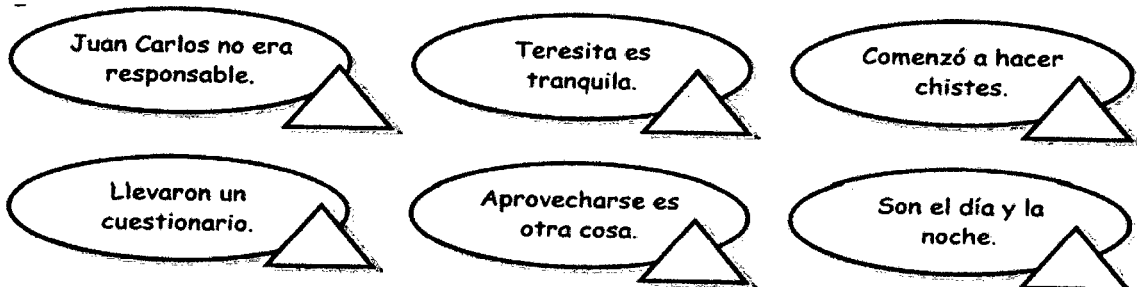 Juan Carlos no era
responsable.
Teresita es
tranquila.
Comenzó a hacer
chistes.
Llevaron un
cuestionario.
Aprovecharse es
otra cosa.
Son el día y la
noche.